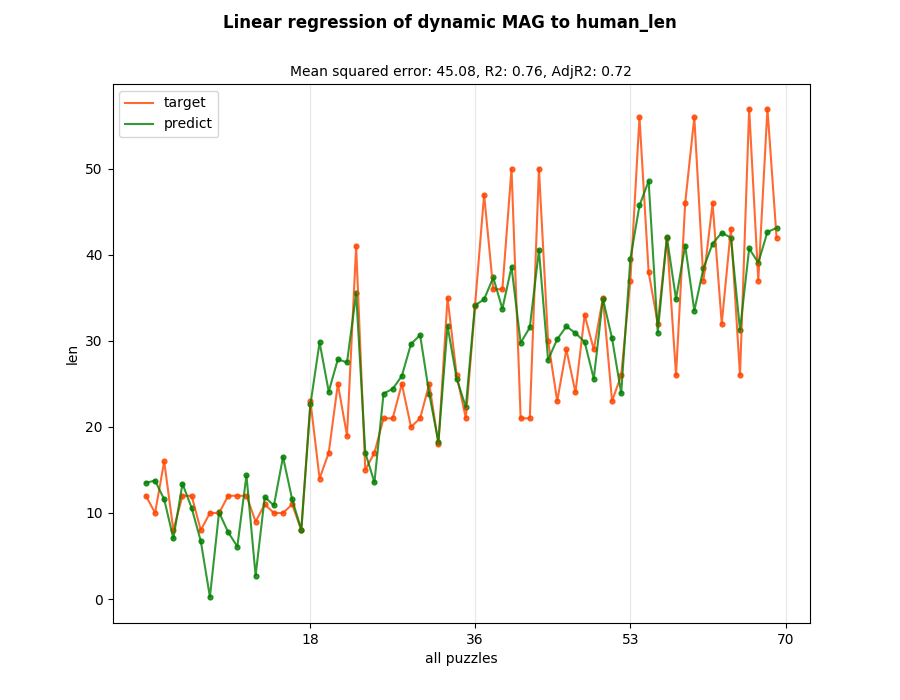 Linear regression of dynamic MAG to human_len
Mean squared error: 45.08, R2: 0.76, AdjR2: 0.72
target
predict
50
40
30
20
10
0
len
18 36 53 70
all puzzles